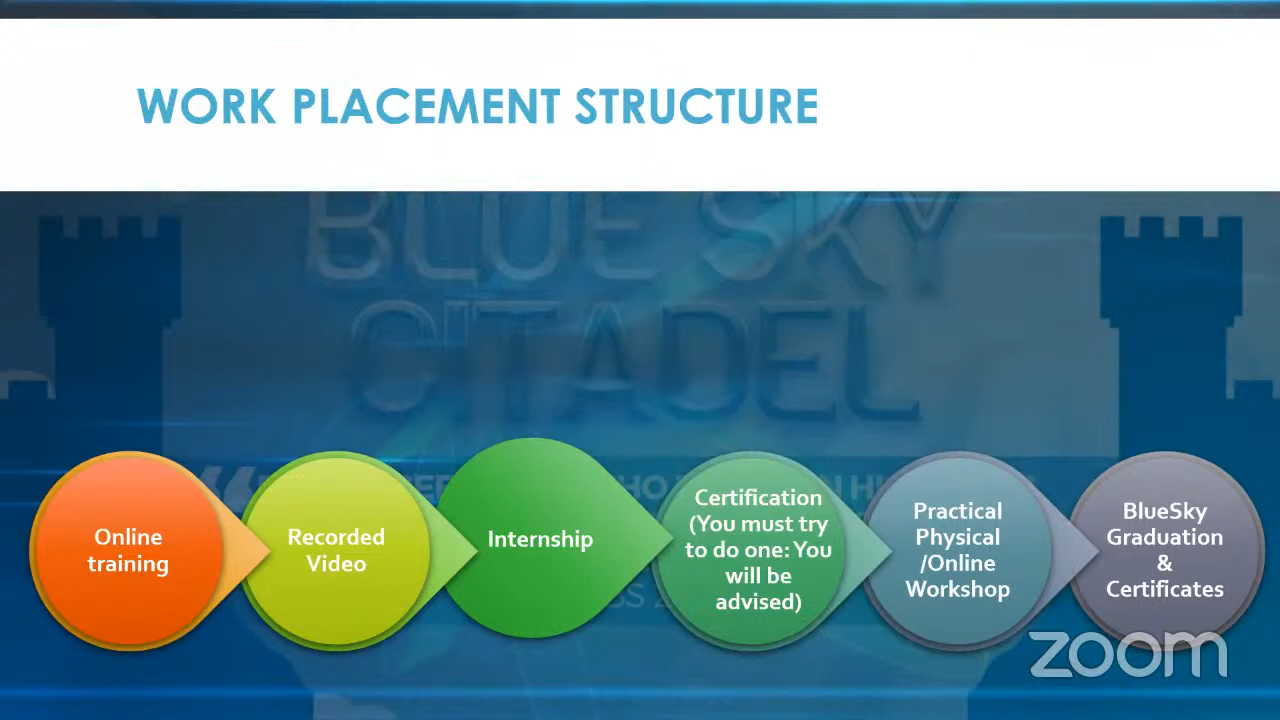 WORK PLACEMENT STRUCTURE
BLUE SKY
CITADEL
Online
training
Recorded
Video
Internship
Certification
(You must try
to do one: You
will be
advised)
Practical
Physical
/Online
Workshop
BlueSky
Graduation
&
Certificates
zoom